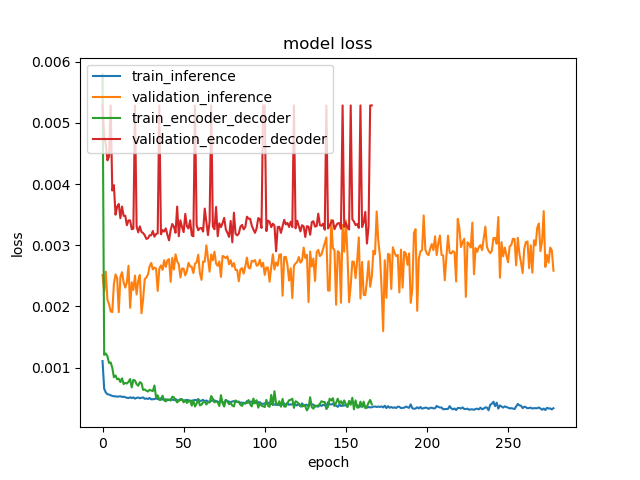 model loss
train_inference
validation_inference
train_encoder_decoder
validation_encoder_decoder
0.006
0.005
0.004
0.003
0.002
0.001
loss
0 50 100 150 200 250
epoch